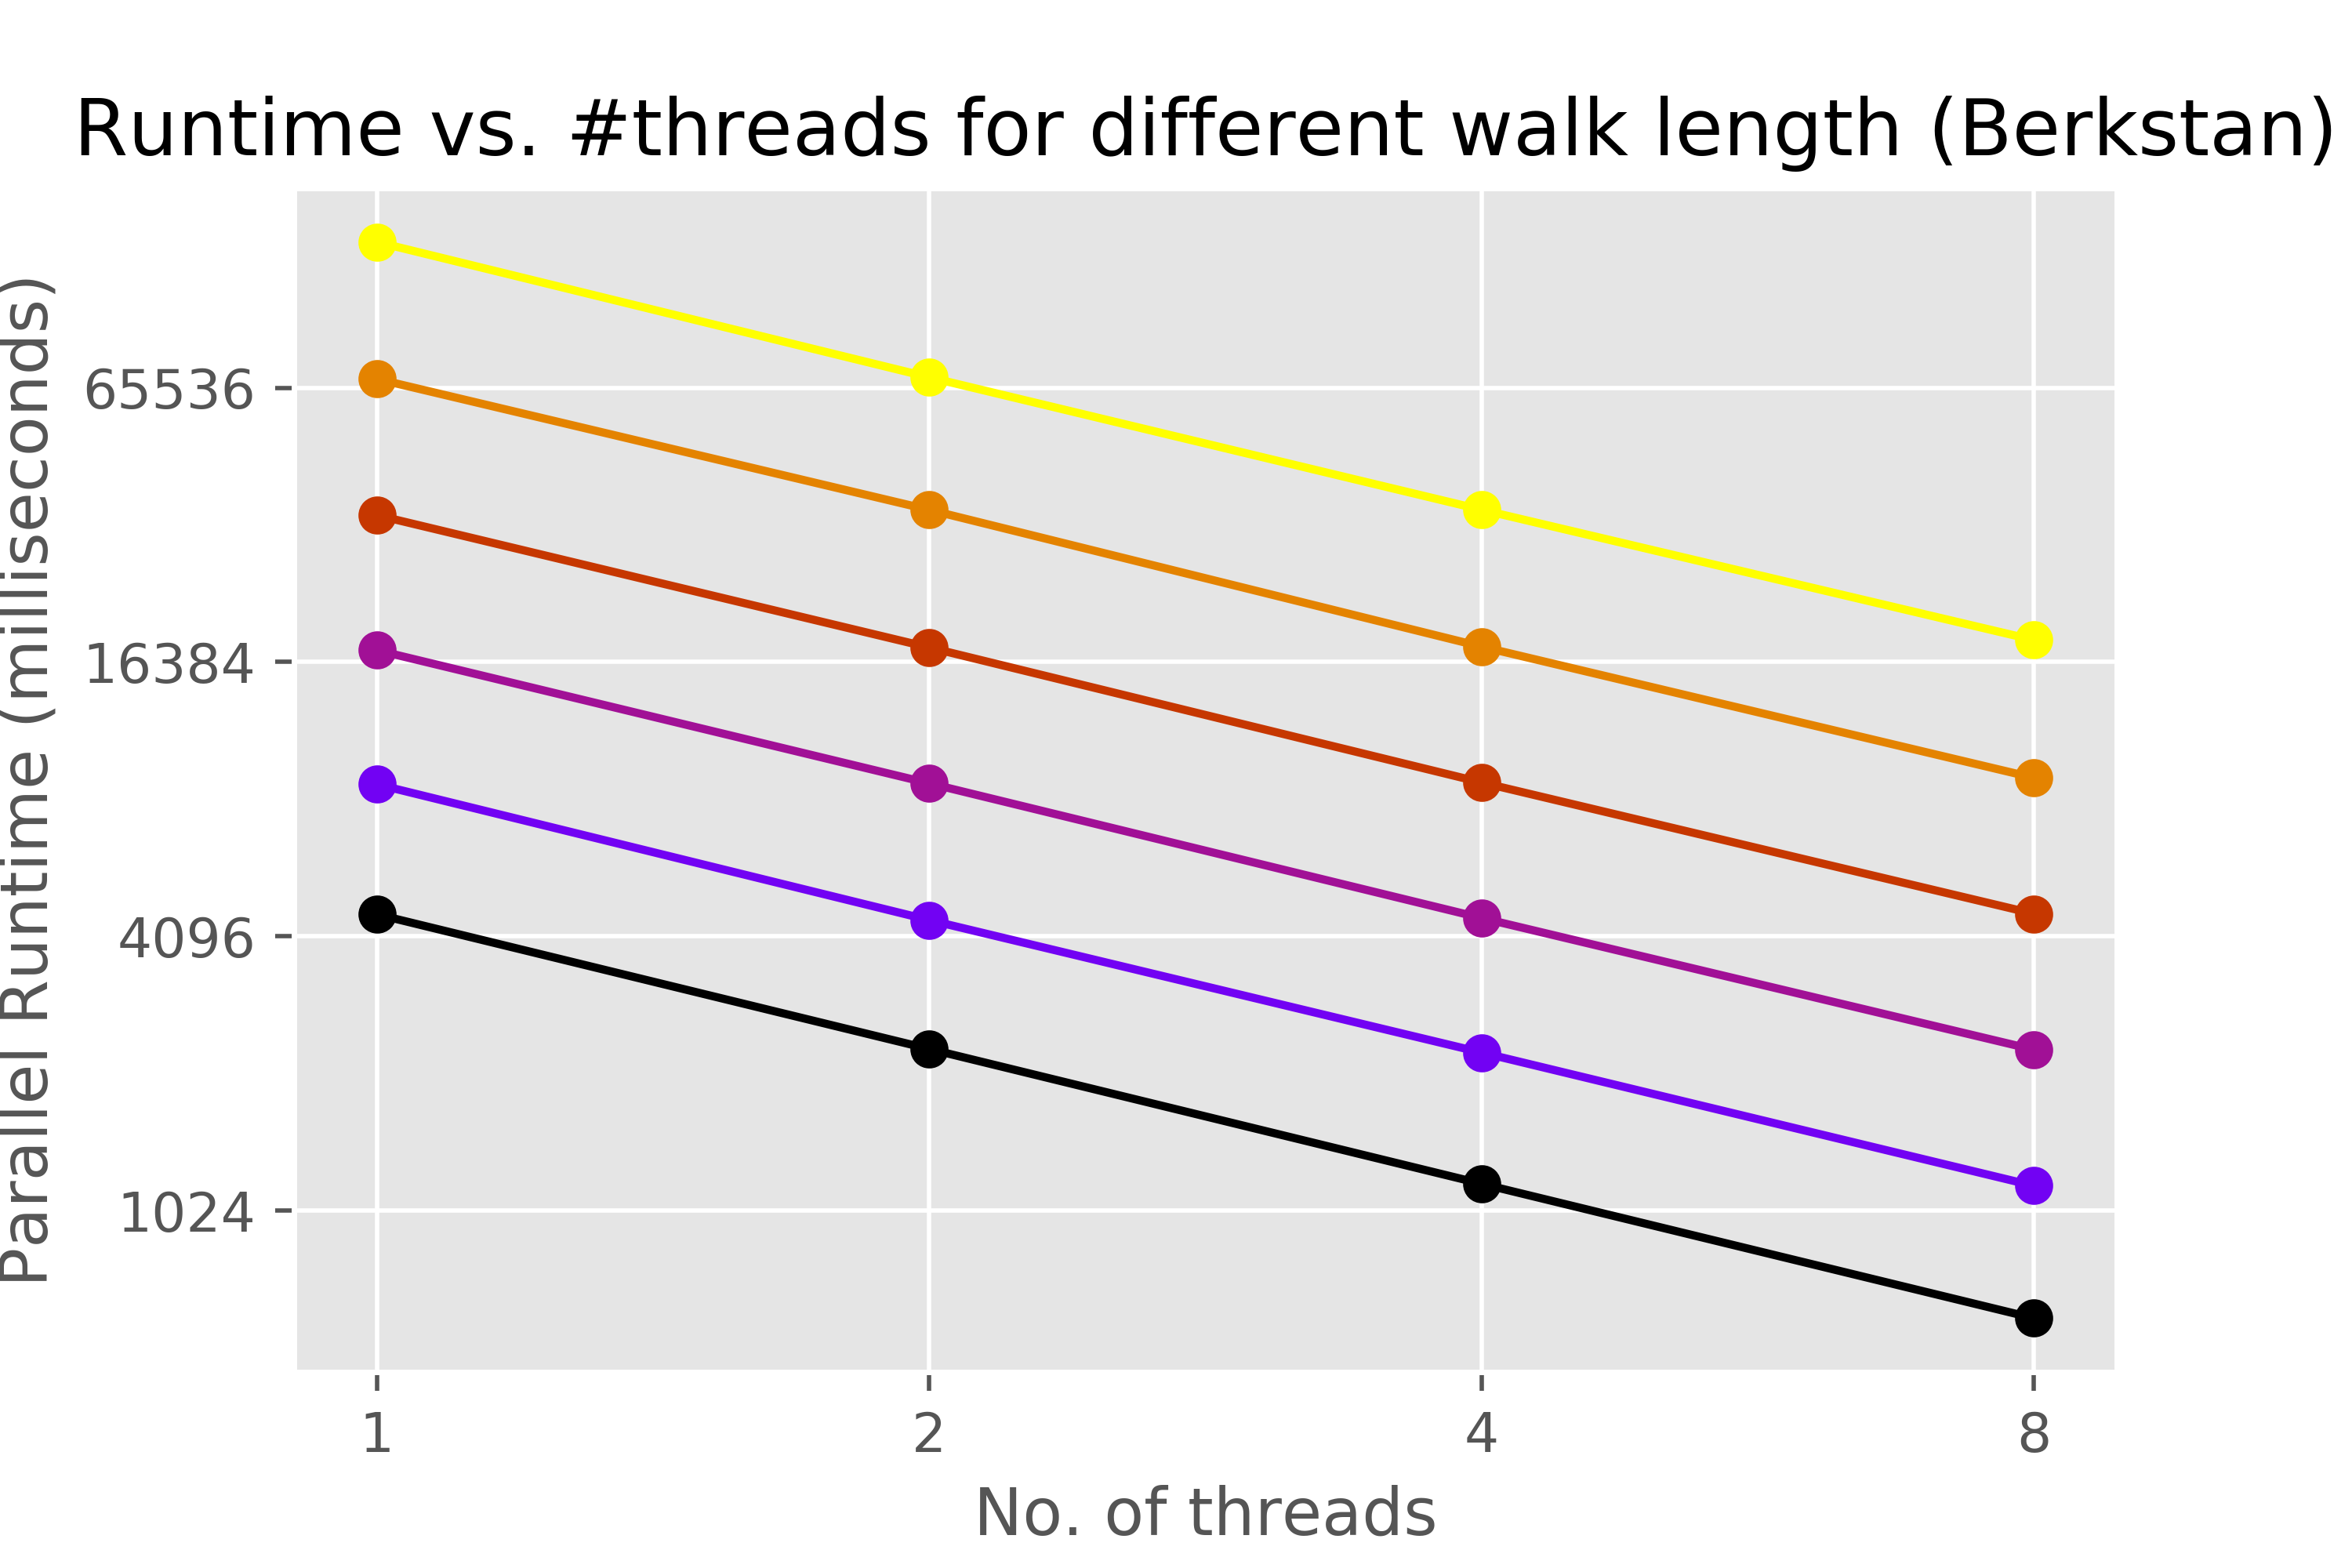 Runtime vs. #threads for different walk length (Berkstan)
Parallel Runtime (milliseconds)
65536
16384
4096
1024
1 2 4 8
No. of threads